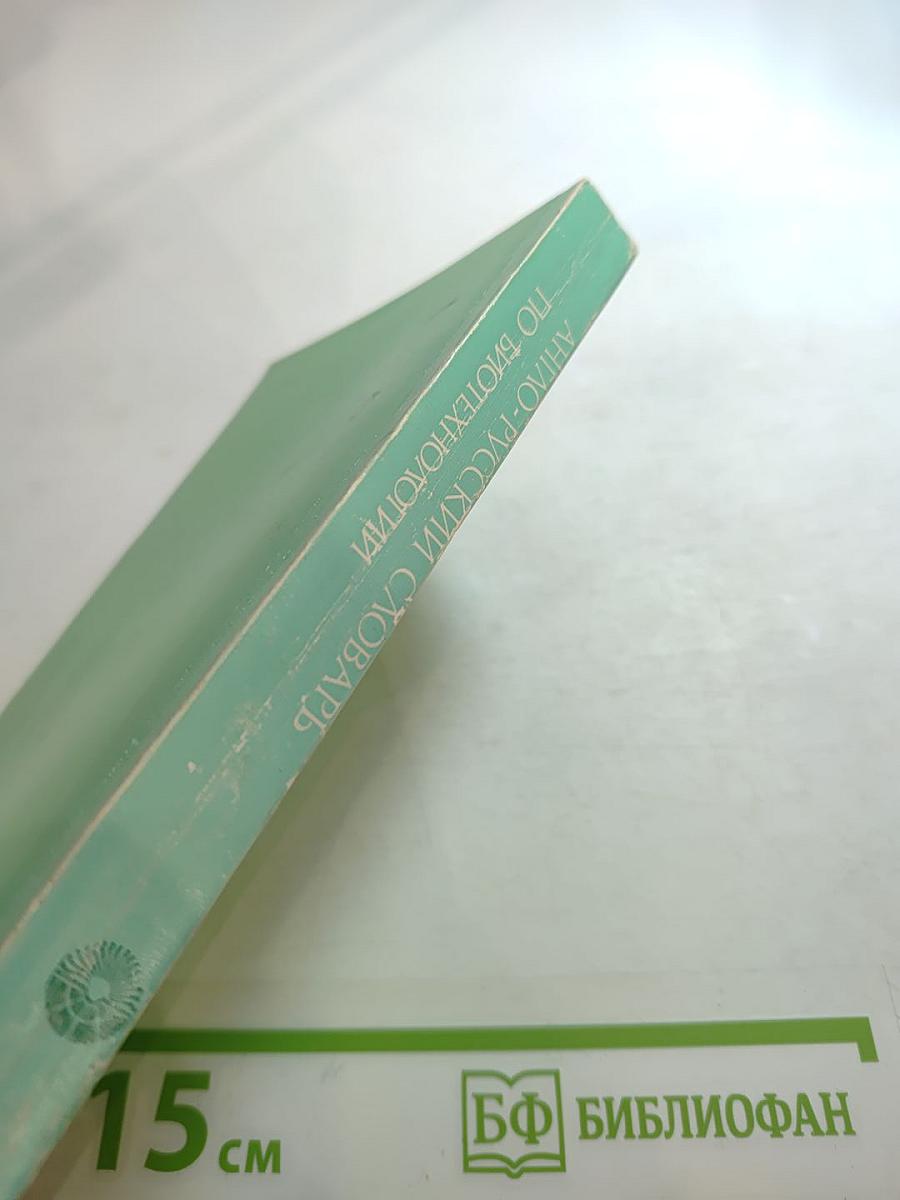 АНГЛО-РУССКИЙ СЛОВАРЬ
ПО БИОТЕХНОЛОГИИ
15 см
БФ БИБЛИОФАН